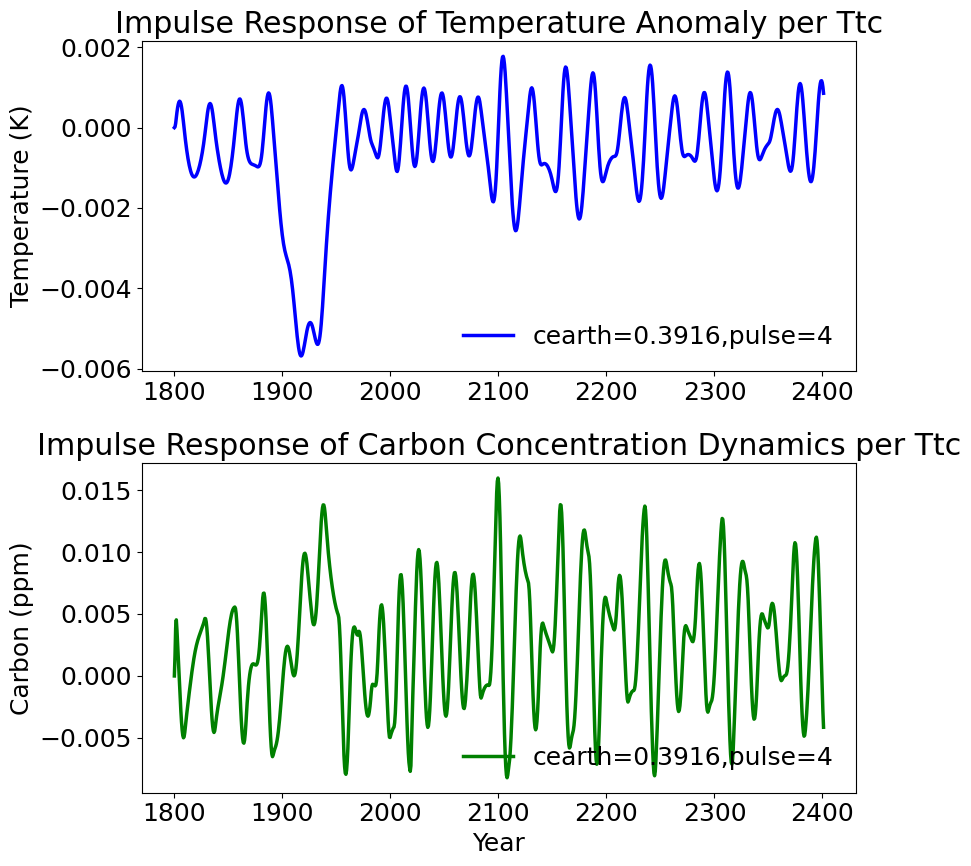 Impulse Response of Temperature Anomaly per Ttc
Temperature (K)
0.002
0.000
−0.002
−0.004
−0.006
cearth=0.3916,pulse=4
1800 1900 2000 2100 2200 2300 2400
Impulse Response of Carbon Concentration Dynamics per Ttc
Carbon (ppm)
0.015
0.010
0.005
0.000
−0.005
cearth=0.3916,pulse=4
1800 1900 2000 2100 2200 2300 2400
Year